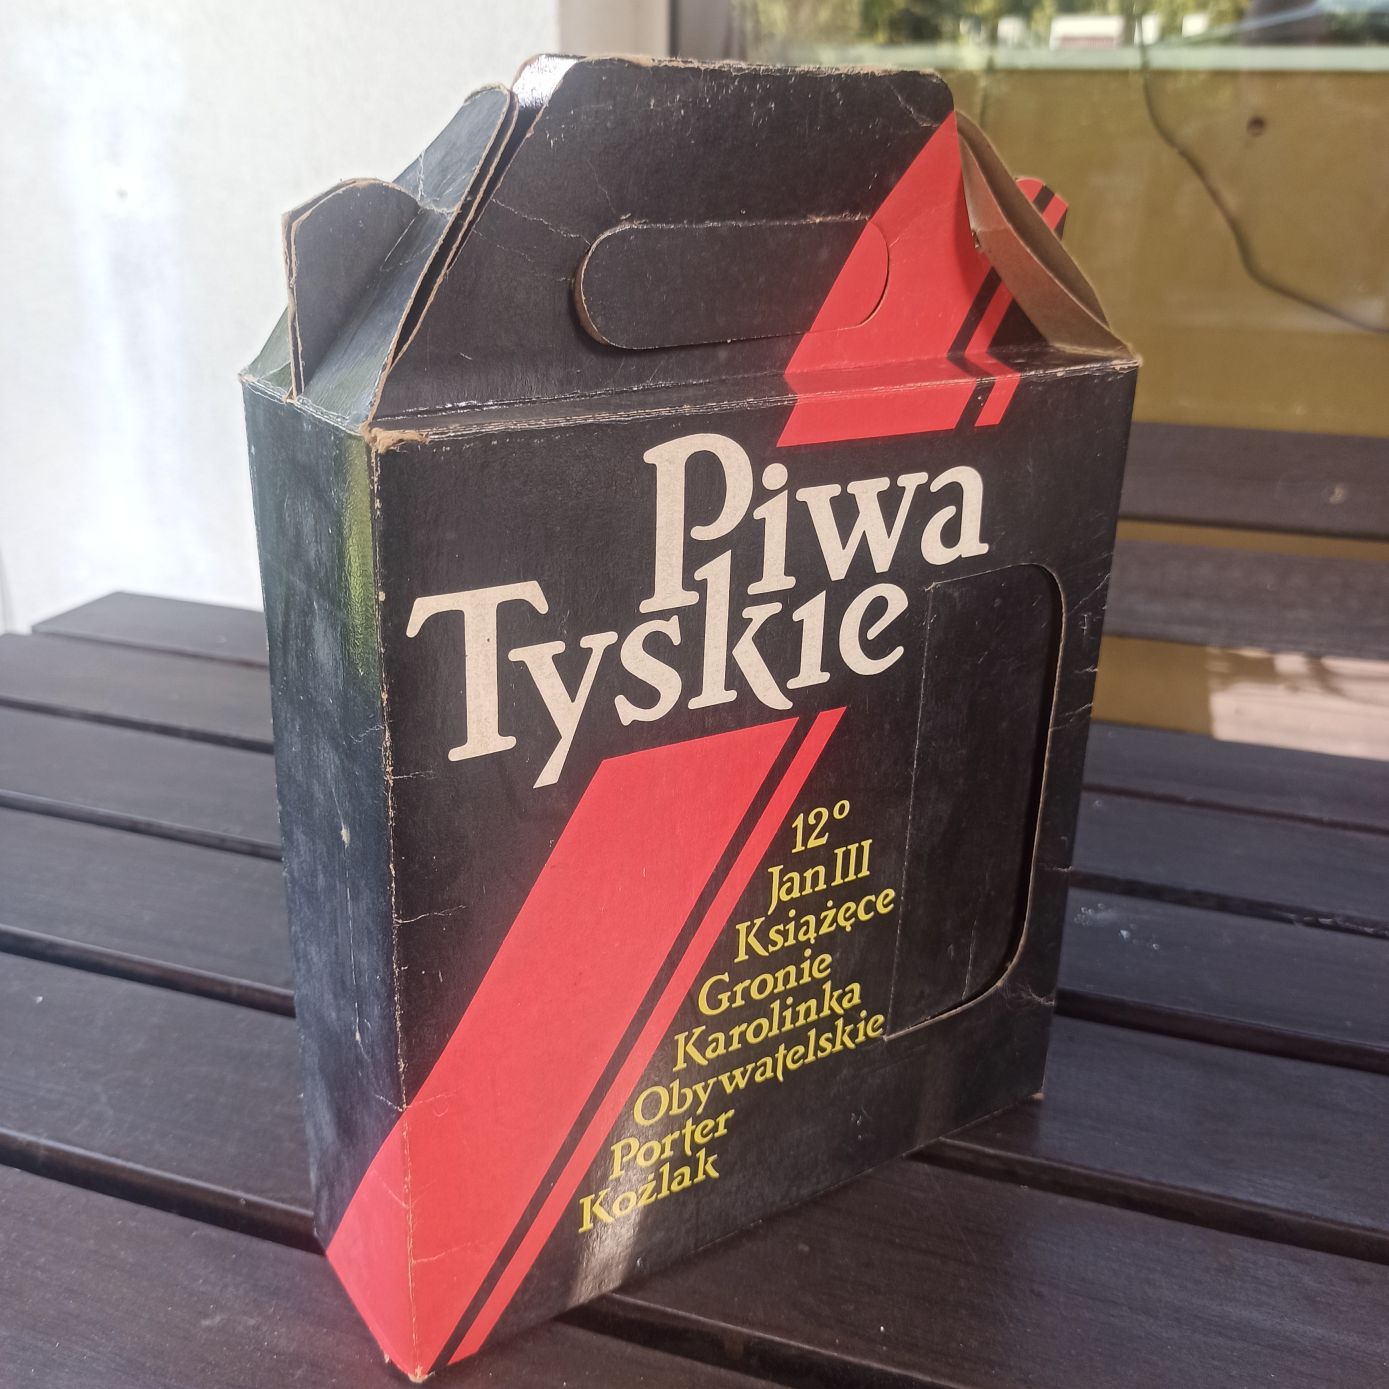 Piwa
Tyskie
12°
Jan III
Książęce
Gronie
Karolinka
Obywatelskie
Porter
Koźlak